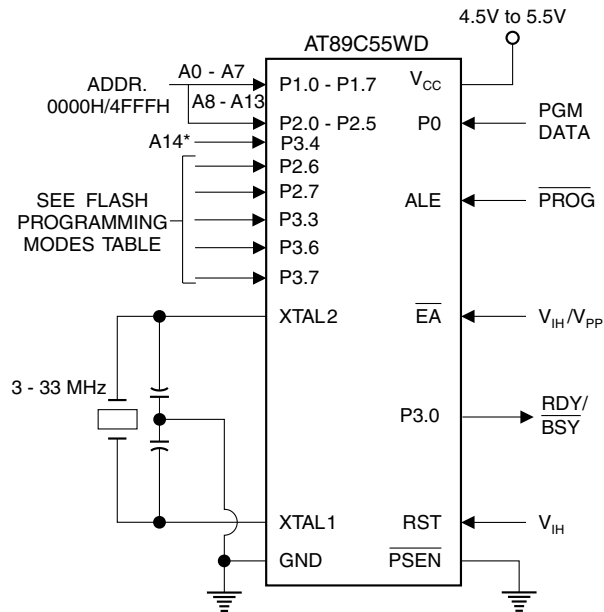 4.5V to 5.5V
AT89C55WD
ADDR.
0000H/4FFFH
A0 - A7
A8 - A13
A14*
SEE FLASH
PROGRAMMING
MODES TABLE
3 - 33 MHz
P1.0 - P1.7
P2.0 - P2.5
P3.4
P2.6
P2.7
P3.3
P3.6
P3.7
XTAL2
XTAL1
GND
VCC
P0
ALE
EA
P3.0
RST
PSEN
PGM
DATA
PROG
VIH/VPP
RDY/
BSY
VIH